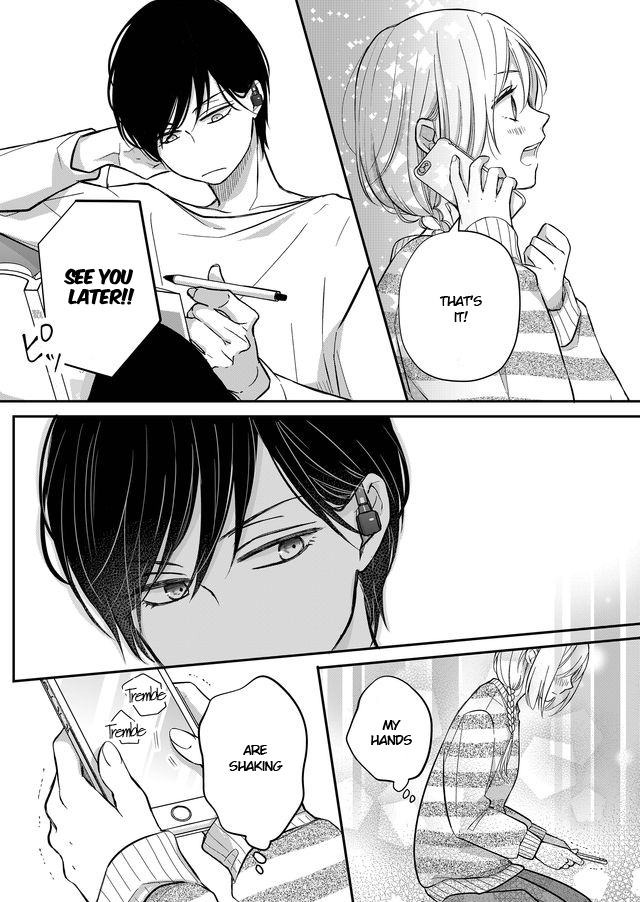 THAT'S
IT!
SEE YOU
LATER!!
ピッ
MY
HANDS
ARE
SHAKING
Tremble
Tremble